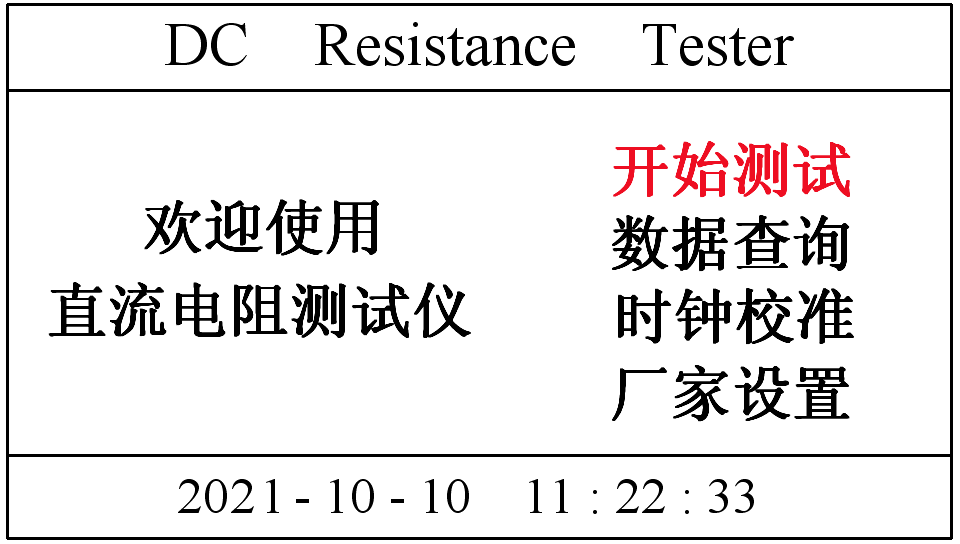 DC Resistance Tester
欢迎使用
直流电阻测试仪
开始测试
数据查询
时钟校准
厂家设置
2021 - 10 - 10 11 : 22 : 33